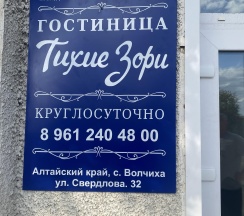 ГОСТИНИЦА
Тихие Зори
КРУГЛОСУТОЧНО
8 961 240 48 00
Алтайский край, с. Волчиха
ул. Свердлова. 32